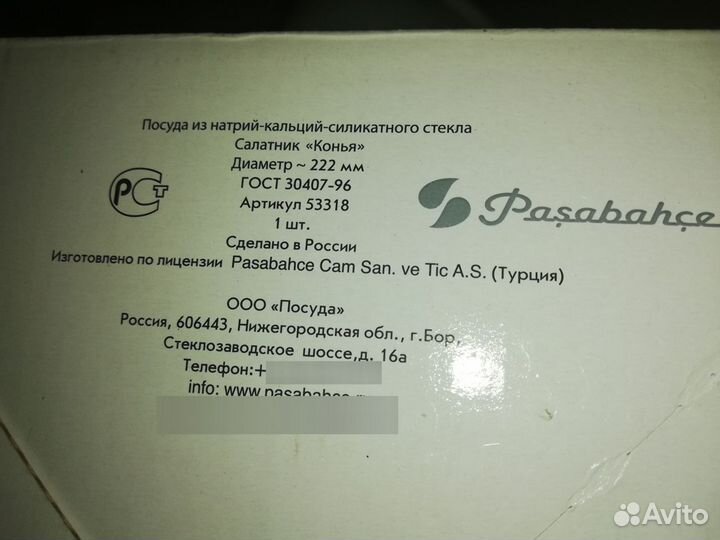 Посуда из натрий-кальций-силикатного стекла
Салатник «Конья»
Диаметр ~ 222 мм
ГОСТ 30407-96
Артикул 53318
1 шт.
Сделано в России
Изготовлено по лицензии Pasabahce Cam San. ve Tic A.S. (Турция)
РСТ
Paşabahçe
ООО «Посуда»
Россия, 606443, Нижегородская обл., г.Бор,
Стеклозаводское шоссе,д. 16а
Телефон:+
info: www.pasabahce.
Avito